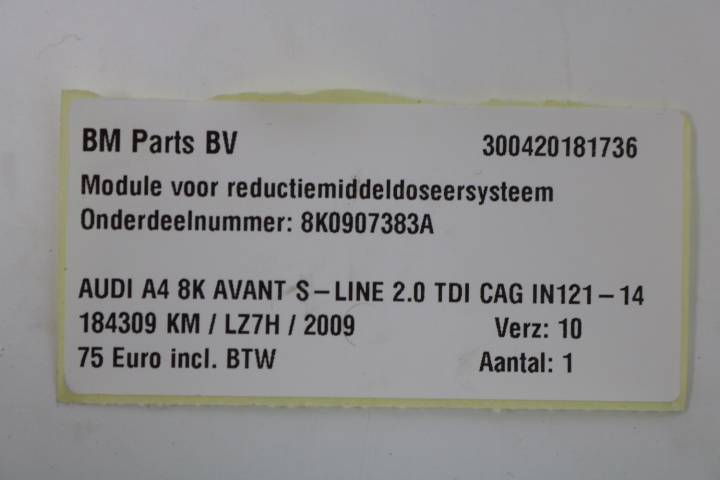 BM Parts BV 300420181736
Module voor reductiemiddeldoseersysteem
Onderdeelnummer: 8K0907383A
AUDI A4 8K AVANT S-LINE 2.0 TDI CAG IN121-14
184309 KM / LZ7H / 2009 Verz: 10
75 Euro incl. BTW Aantal: 1